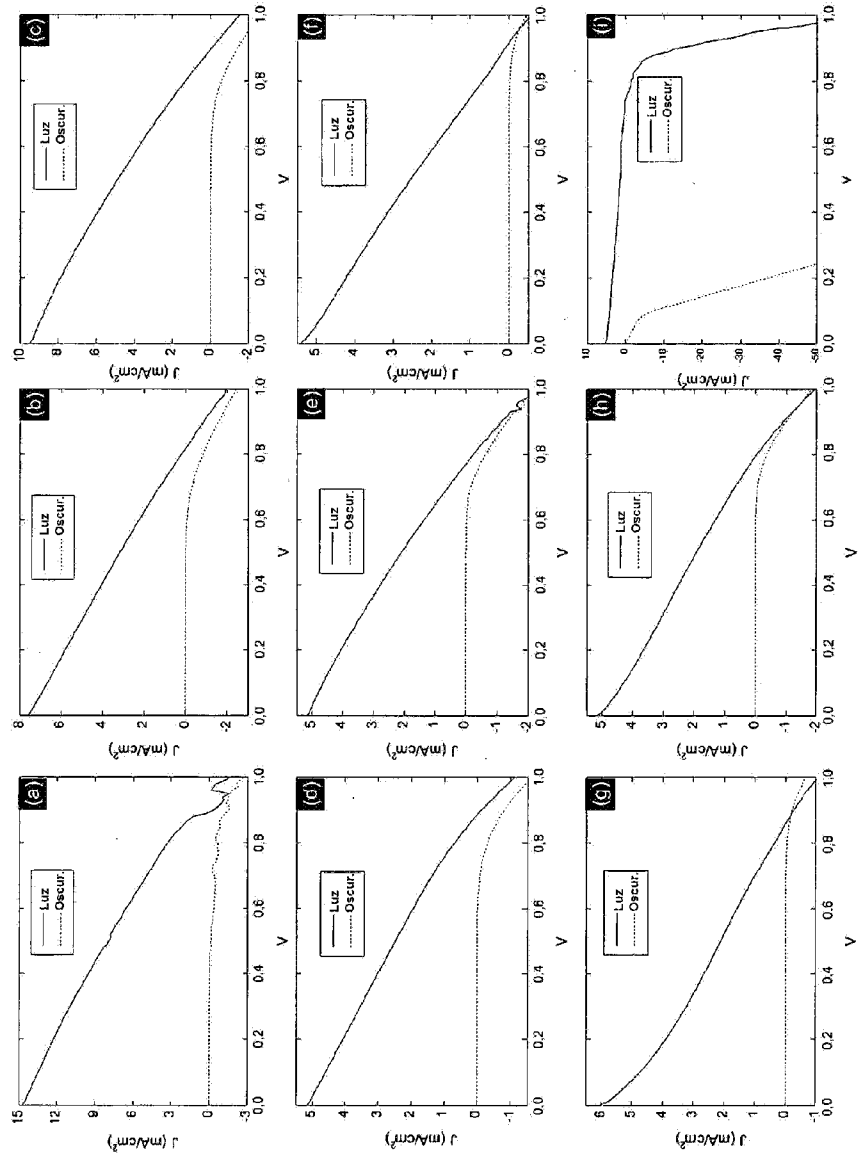 (a)
Luz
Oscur.
15
12
9
6
3
0
-3
J (mA/cm²)
0,0 0,2 0,4 0,6 0,8 1,0
V
(b)
Luz
Oscur.
8
6
4
2
0
-2
J (mA/cm²)
0,0 0,2 0,4 0,6 0,8 1,0
V
(c)
Luz
Oscur.
10
8
6
4
2
0
-2
J (mA/cm²)
0,0 0,2 0,4 0,6 0,8 1,0
V
(d)
Luz
Oscur.
5
4
3
2
1
0
-1
J (mA/cm²)
0,0 0,2 0,4 0,6 0,8 1,0
V
(e)
Luz
Oscur.
5
4
3
2
1
0
-1
-2
J (mA/cm²)
0,0 0,2 0,4 0,6 0,8 1,0
V
(f)
Luz
Oscur.
5
4
3
2
1
0
J (mA/cm²)
0,0 0,2 0,4 0,6 0,8 1,0
V
(g)
Luz
Oscur.
6
5
4
3
2
1
0
-1
J (mA/cm²)
0,0 0,2 0,4 0,6 0,8 1,0
V
(h)
Luz
Oscur.
5
4
3
2
1
0
-1
-2
J (mA/cm²)
0,0 0,2 0,4 0,6 0,8 1,0
V
(i)
Luz
Oscur.
10
0
-10
-20
-30
-40
-50
J (mA/cm²)
0,0 0,2 0,4 0,6 0,8 1,0
V